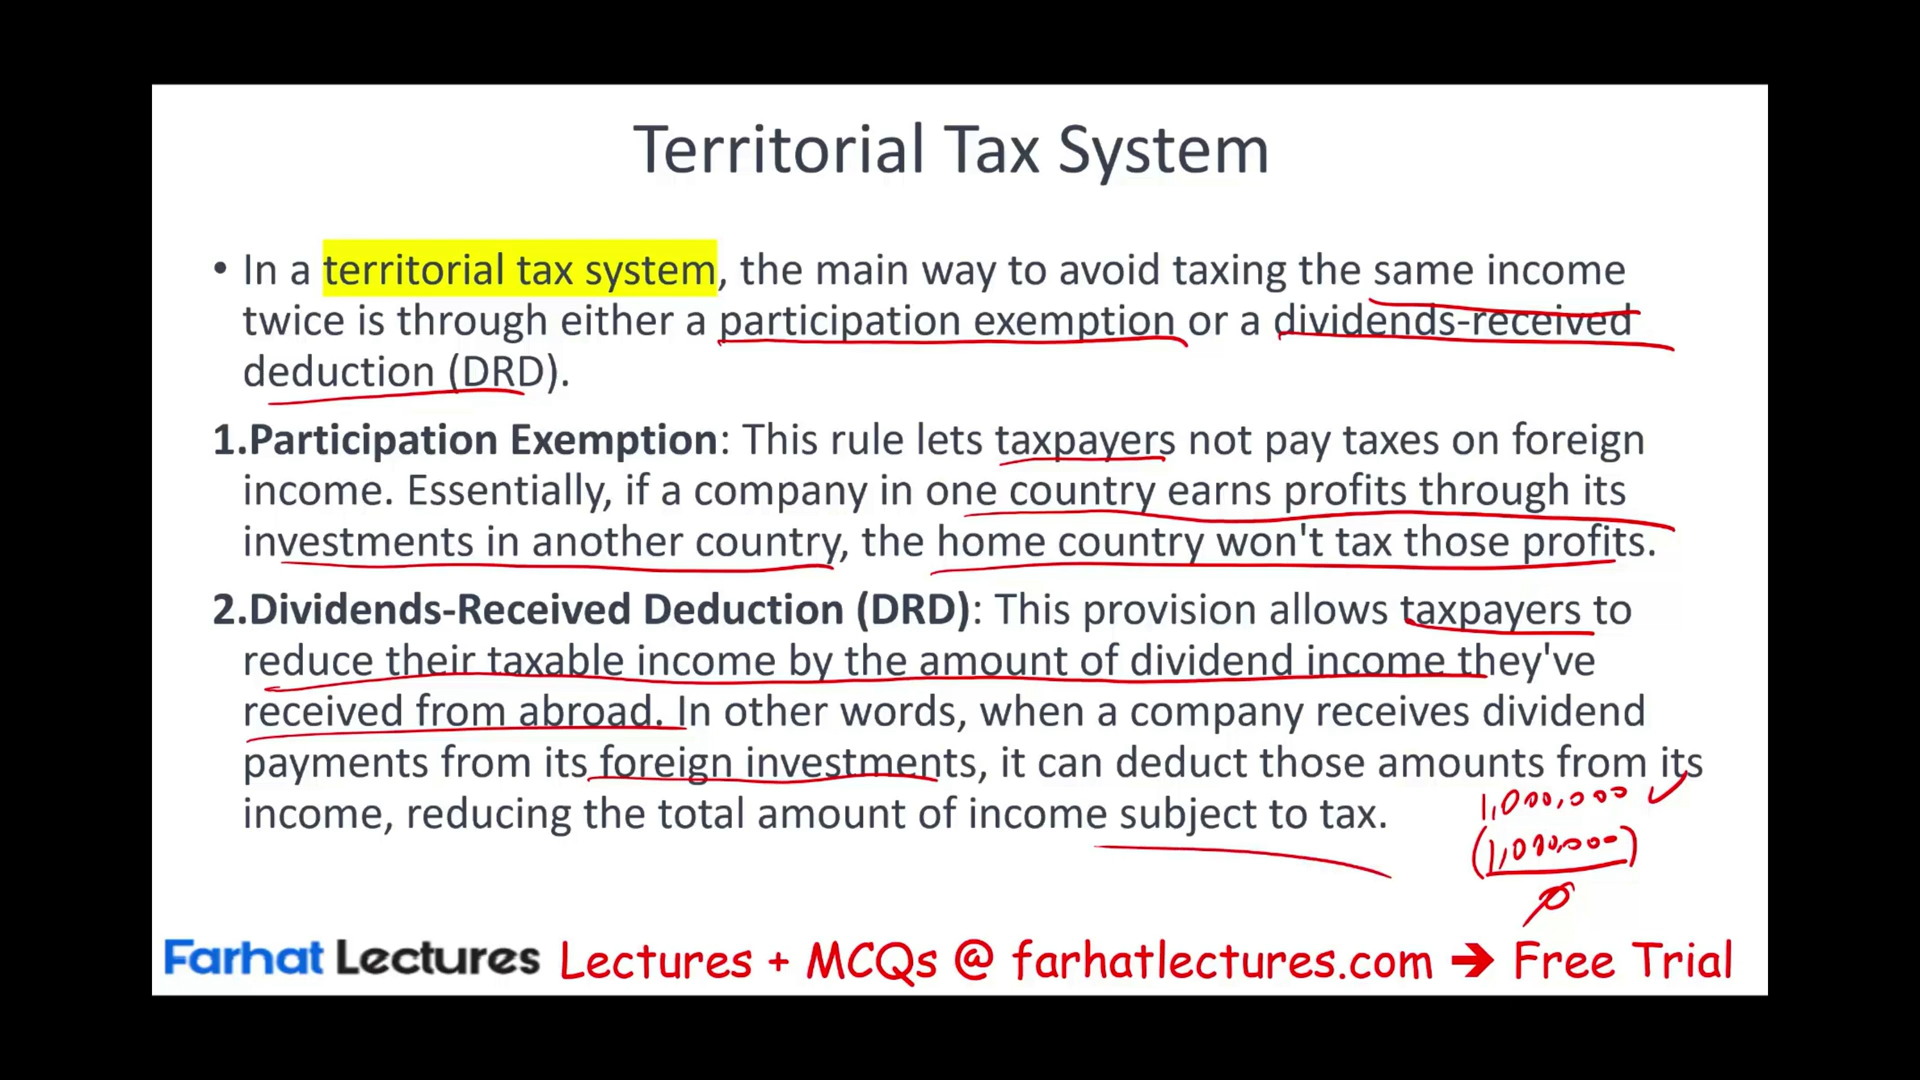 Territorial Tax System
• In a territorial tax system, the main way to avoid taxing the same income
twice is through either a participation exemption or a dividends-received
deduction (DRD).
1.Participation Exemption: This rule lets taxpayers not pay taxes on foreign
income. Essentially, if a company in one country earns profits through its
investments in another country, the home country won't tax those profits.
2.Dividends-Received Deduction (DRD): This provision allows taxpayers to
reduce their taxable income by the amount of dividend income they've
received from abroad. In other words, when a company receives dividend
payments from its foreign investments, it can deduct those amounts from its
income, reducing the total amount of income subject to tax.
1,000,000
(1,000,000)
0
Farhat Lectures Lectures + MCQs @ farhatlectures.com → Free Trial